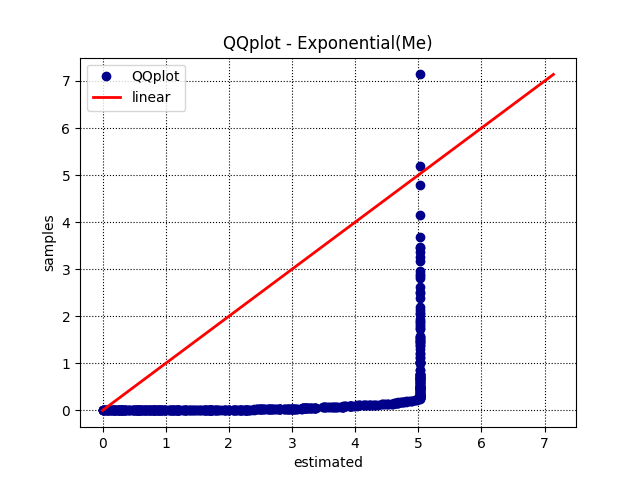 QQplot - Exponential(Me)
QQplot
linear
samples
7
6
5
4
3
2
1
0
0 1 2 3 4 5 6 7
estimated